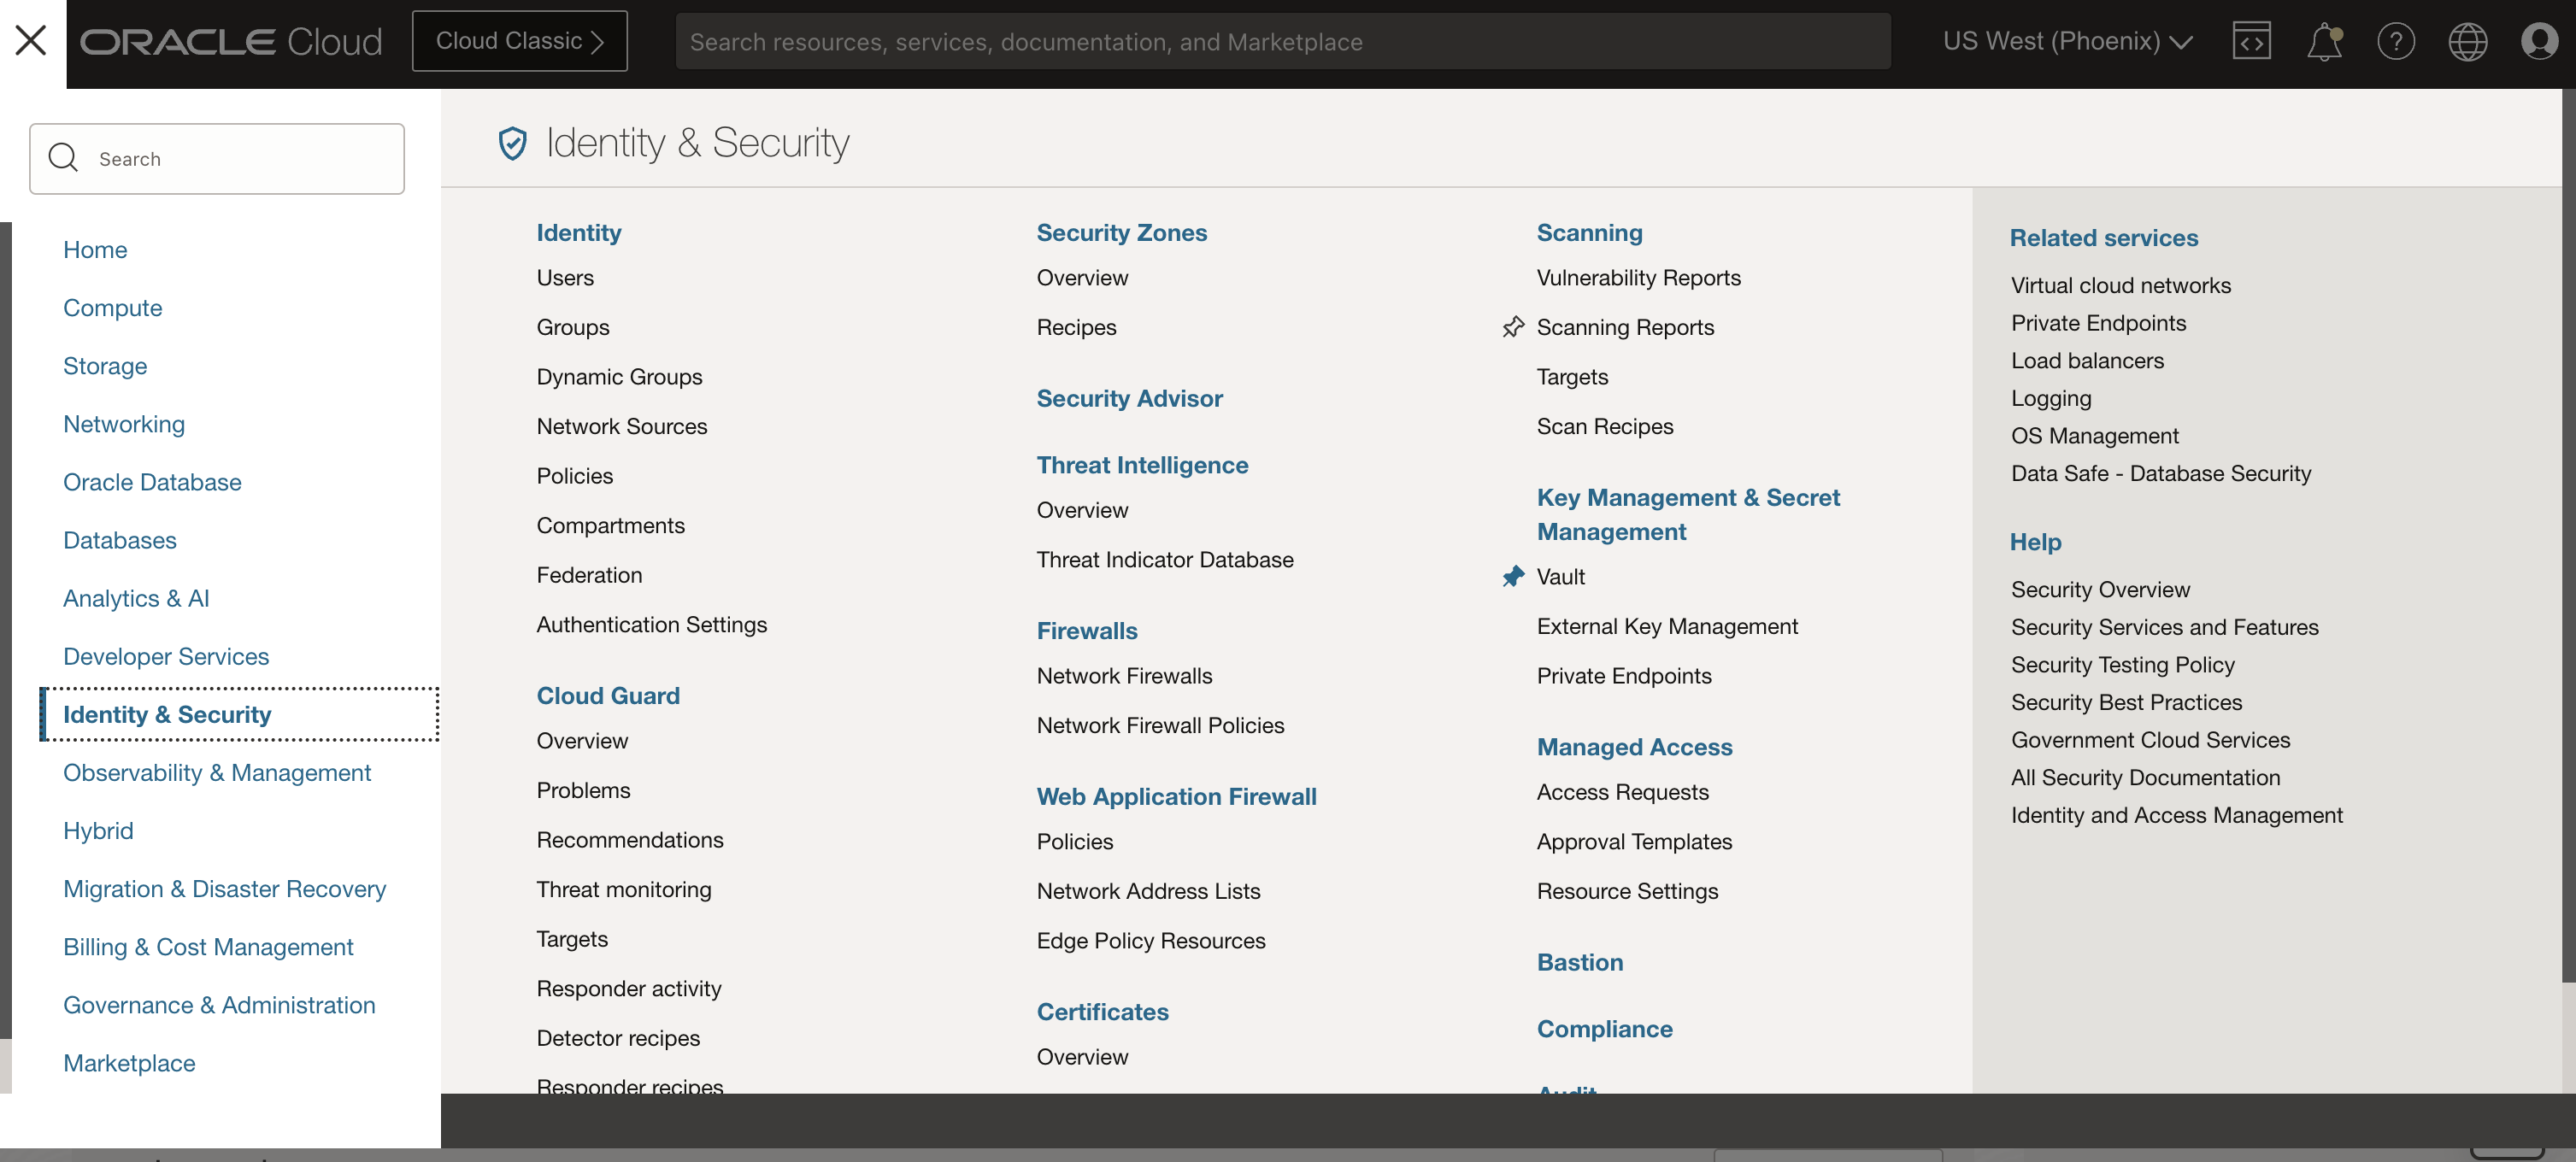 ORACLE Cloud
Cloud Classic
Search resources, services, documentation, and Marketplace
US West (Phoenix)
Search
Home
Compute
Storage
Networking
Oracle Database
Databases
Analytics & AI
Developer Services
Identity & Security
Observability & Management
Hybrid
Migration & Disaster Recovery
Billing & Cost Management
Governance & Administration
Marketplace
Identity & Security
Identity
Users
Groups
Dynamic Groups
Network Sources
Policies
Compartments
Federation
Authentication Settings
Cloud Guard
Overview
Problems
Recommendations
Threat monitoring
Targets
Responder activity
Detector recipes
Responder recipes
Security Zones
Overview
Recipes
Security Advisor
Threat Intelligence
Overview
Threat Indicator Database
Firewalls
Network Firewalls
Network Firewall Policies
Web Application Firewall
Policies
Network Address Lists
Edge Policy Resources
Certificates
Overview
Scanning
Vulnerability Reports
Scanning Reports
Targets
Scan Recipes
Key Management & Secret
Management
Vault
External Key Management
Private Endpoints
Managed Access
Access Requests
Approval Templates
Resource Settings
Bastion
Compliance
Audit
Related services
Virtual cloud networks
Private Endpoints
Load balancers
Logging
OS Management
Data Safe - Database Security
Help
Security Overview
Security Services and Features
Security Testing Policy
Security Best Practices
Government Cloud Services
All Security Documentation
Identity and Access Management